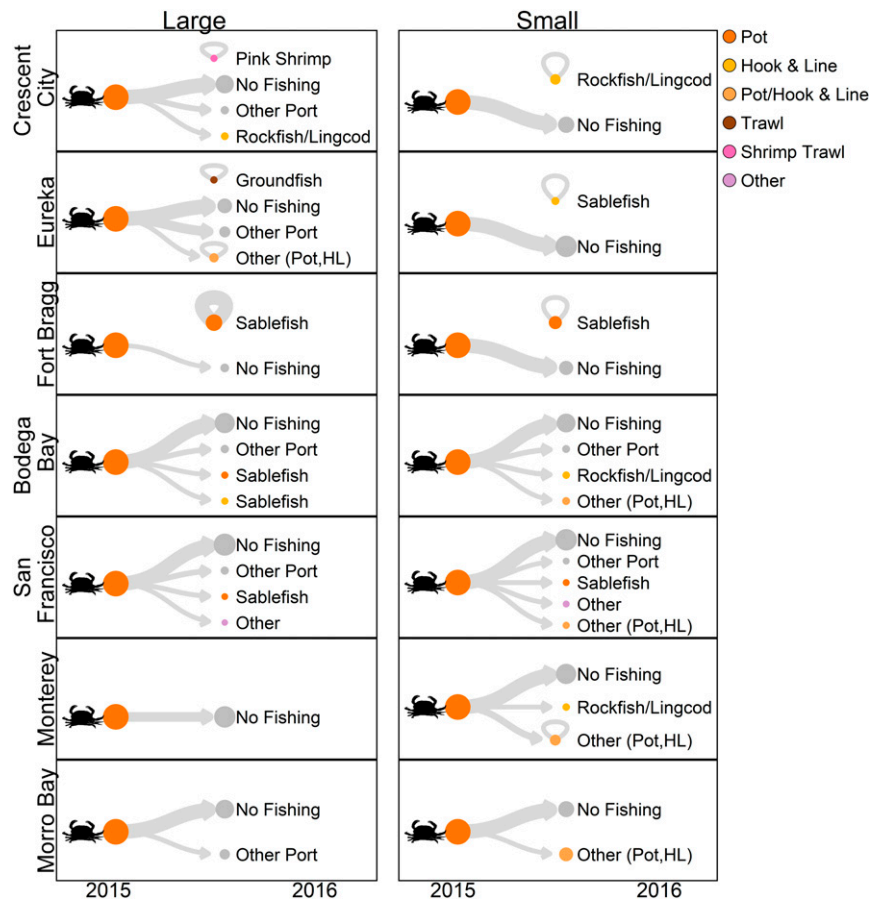 Large
Small
Pot
Hook & Line
Pot/Hook & Line
Trawl
Shrimp Trawl
Other
Crescent
City
Pink Shrimp
No Fishing
Other Port
Rockfish/Lingcod
Rockfish/Lingcod
No Fishing
Eureka
Groundfish
No Fishing
Other Port
Other (Pot,HL)
Sablefish
No Fishing
Fort Bragg
Sablefish
No Fishing
Sablefish
No Fishing
Bodega
Bay
No Fishing
Other Port
Sablefish
Sablefish
No Fishing
Other Port
Rockfish/Lingcod
Other (Pot,HL)
San
Francisco
No Fishing
Other Port
Sablefish
Other
No Fishing
Other Port
Sablefish
Other
Other (Pot,HL)
Monterey
No Fishing
No Fishing
Rockfish/Lingcod
Other (Pot,HL)
Morro Bay
No Fishing
Other Port
No Fishing
Other (Pot,HL)
2015
2016
2015
2016